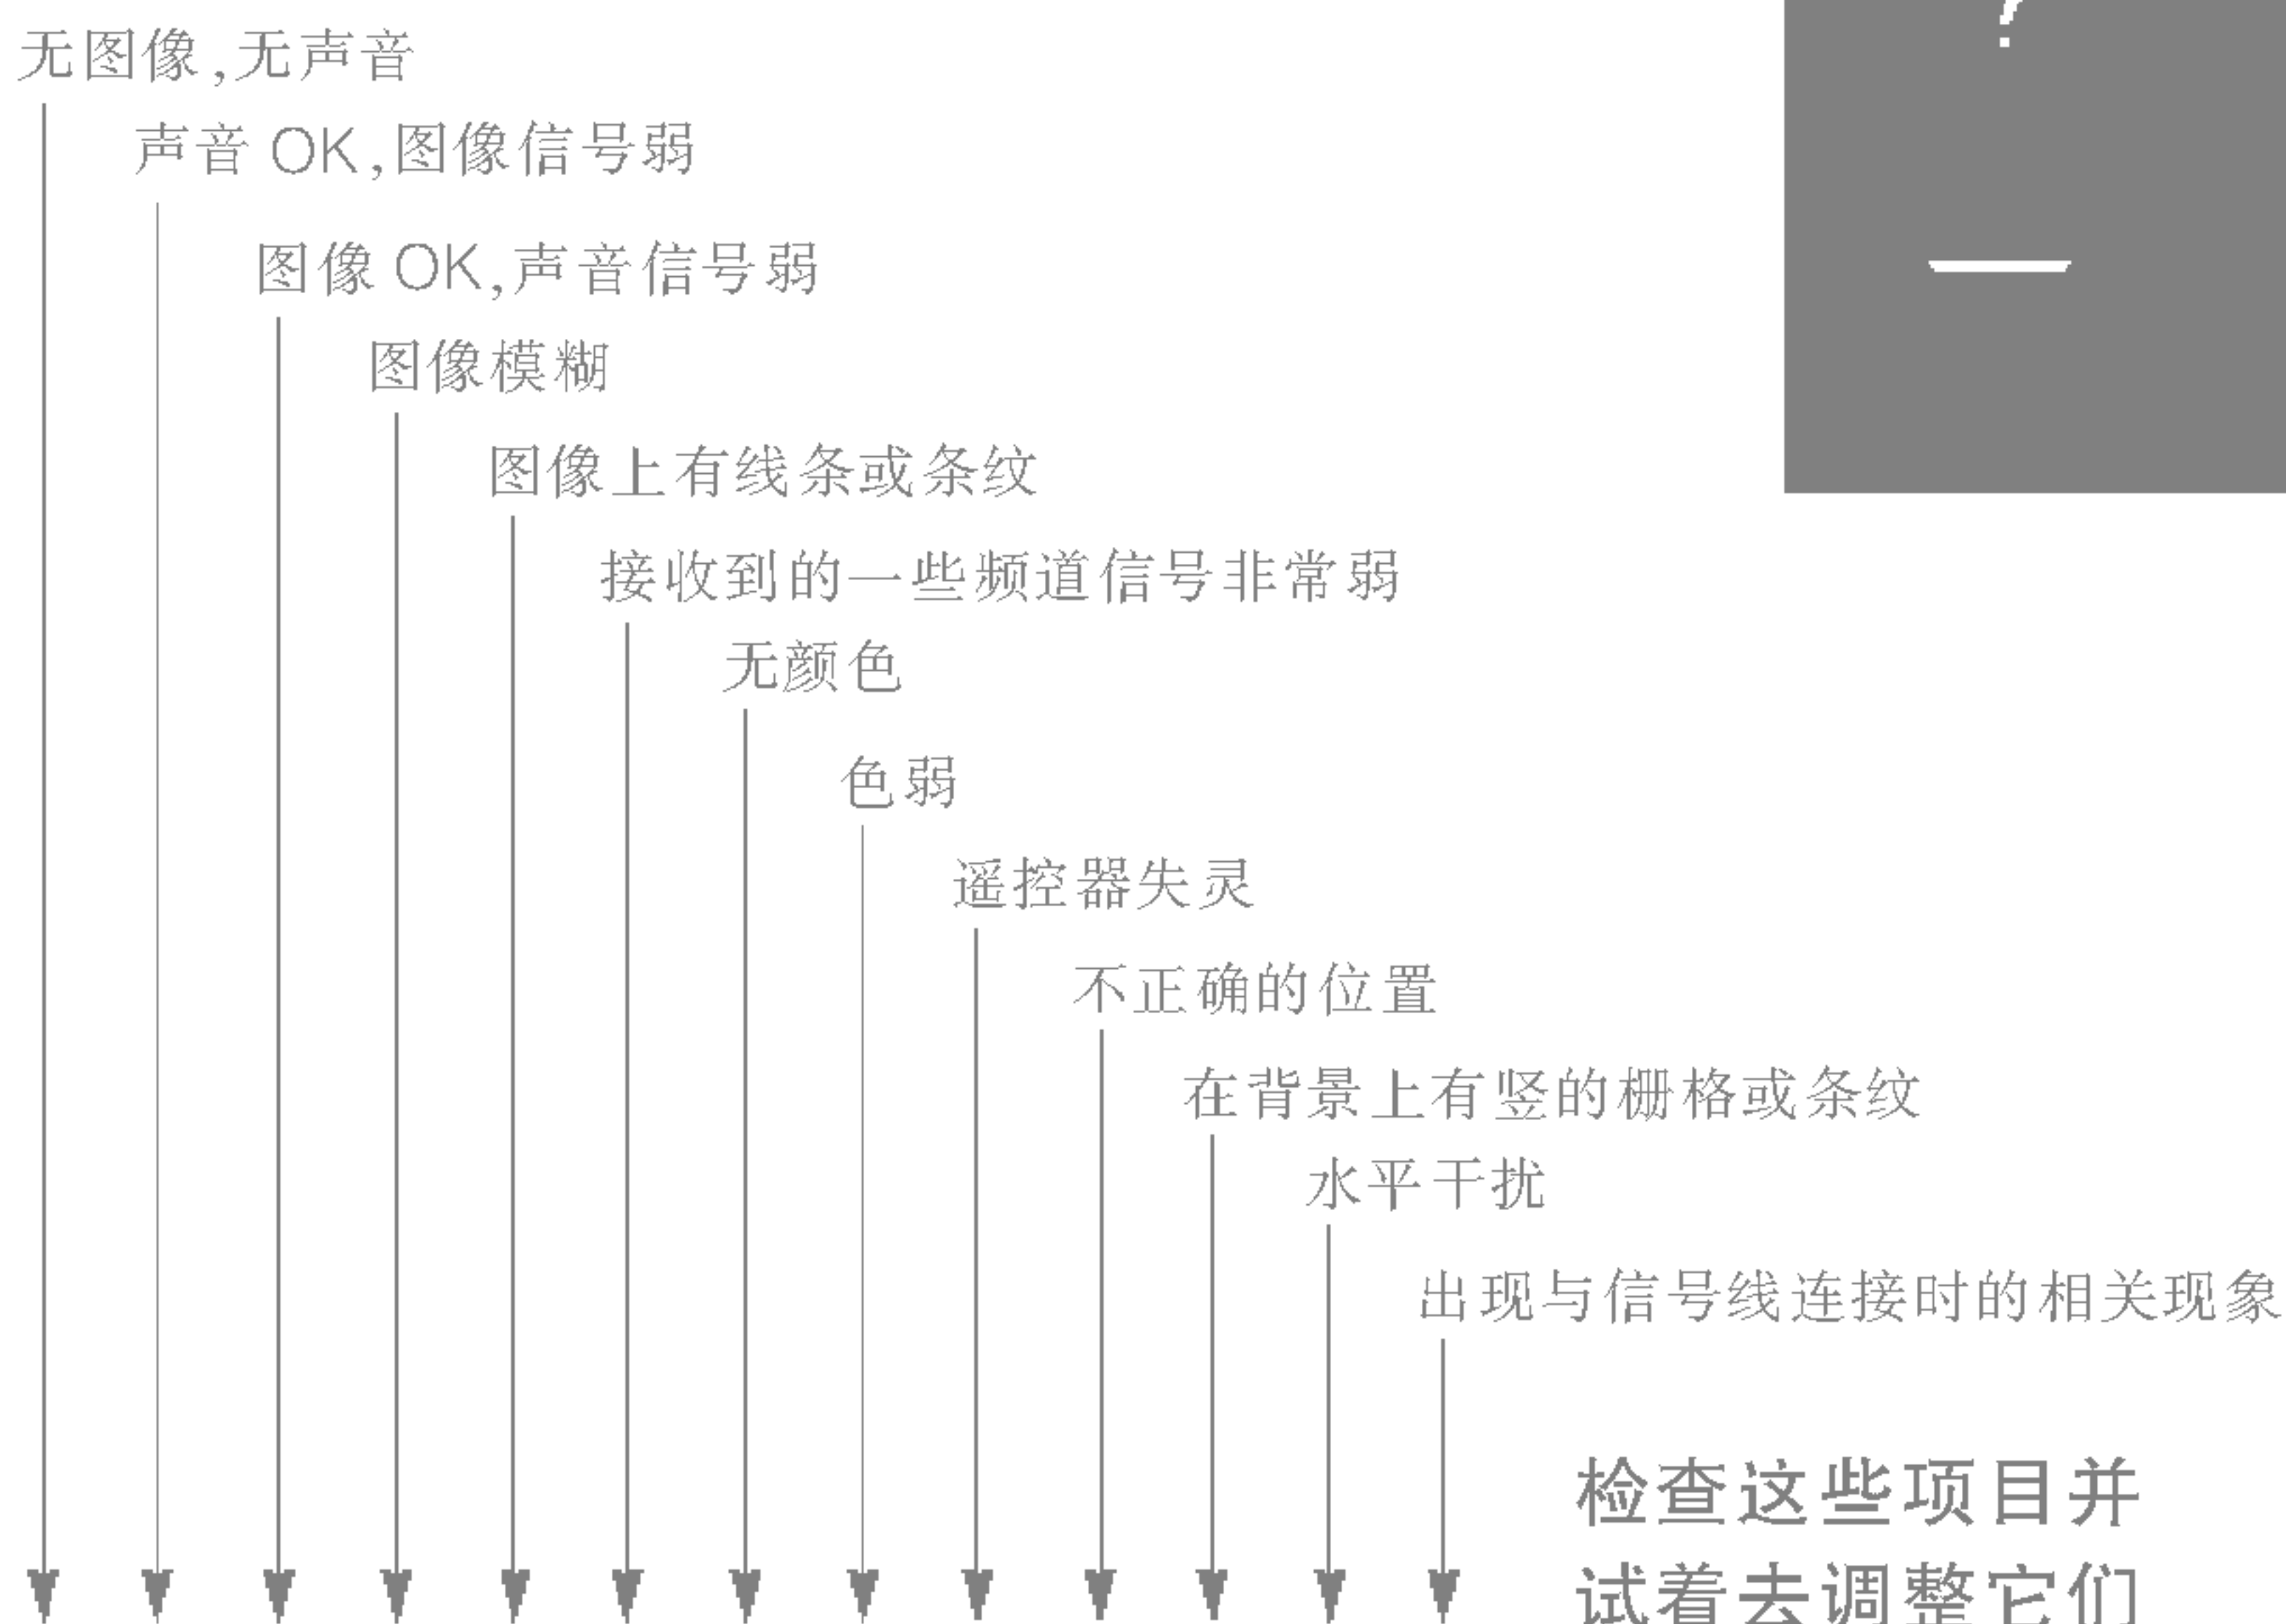 无图像,无声音
声音 OK,图像信号弱
图像 OK,声音信号弱
图像模糊
图像上有线条或条纹
接收到的一些频道信号非常弱
无颜色
色弱
遥控器失灵
不正确的位置
在背景上有竖的栅格或条纹
水平干扰
出现与信号线连接时的相关现象
检查这些项目并
试着去调整它们